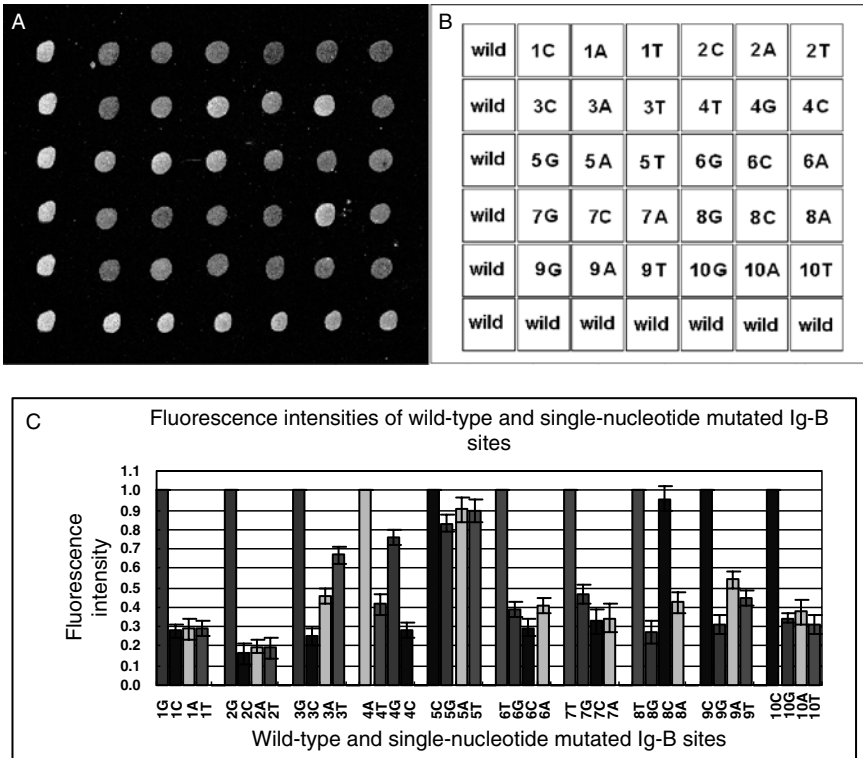 A
B
wild 1C 1A 1T 2C 2A 2T
wild 3C 3A 3T 4T 4G 4C
wild 5G 5A 5T 6G 6C 6A
wild 7G 7C 7A 8G 8C 8A
wild 9G 9A 9T 10G 10A 10T
wild wild wild wild wild wild wild
C
Fluorescence intensities of wild-type and single-nucleotide mutated Ig-B
sites
Fluorescence
intensity
1.1
1.0
0.9
0.8
0.7
0.6
0.5
0.4
0.3
0.2
0.1
0.0
1G 1C 1A 1T 2G 2C 2A 2T 3G 3C 3A 3T 4A 4T 4G 4C 5C 5G 5A 5T 6T 6G 6C 6A 7T 7G 7C 7A 8T 8G 8C 8A 9C 9G 9A 9T 10C 10G 10A 10T
Wild-type and single-nucleotide mutated Ig-B sites